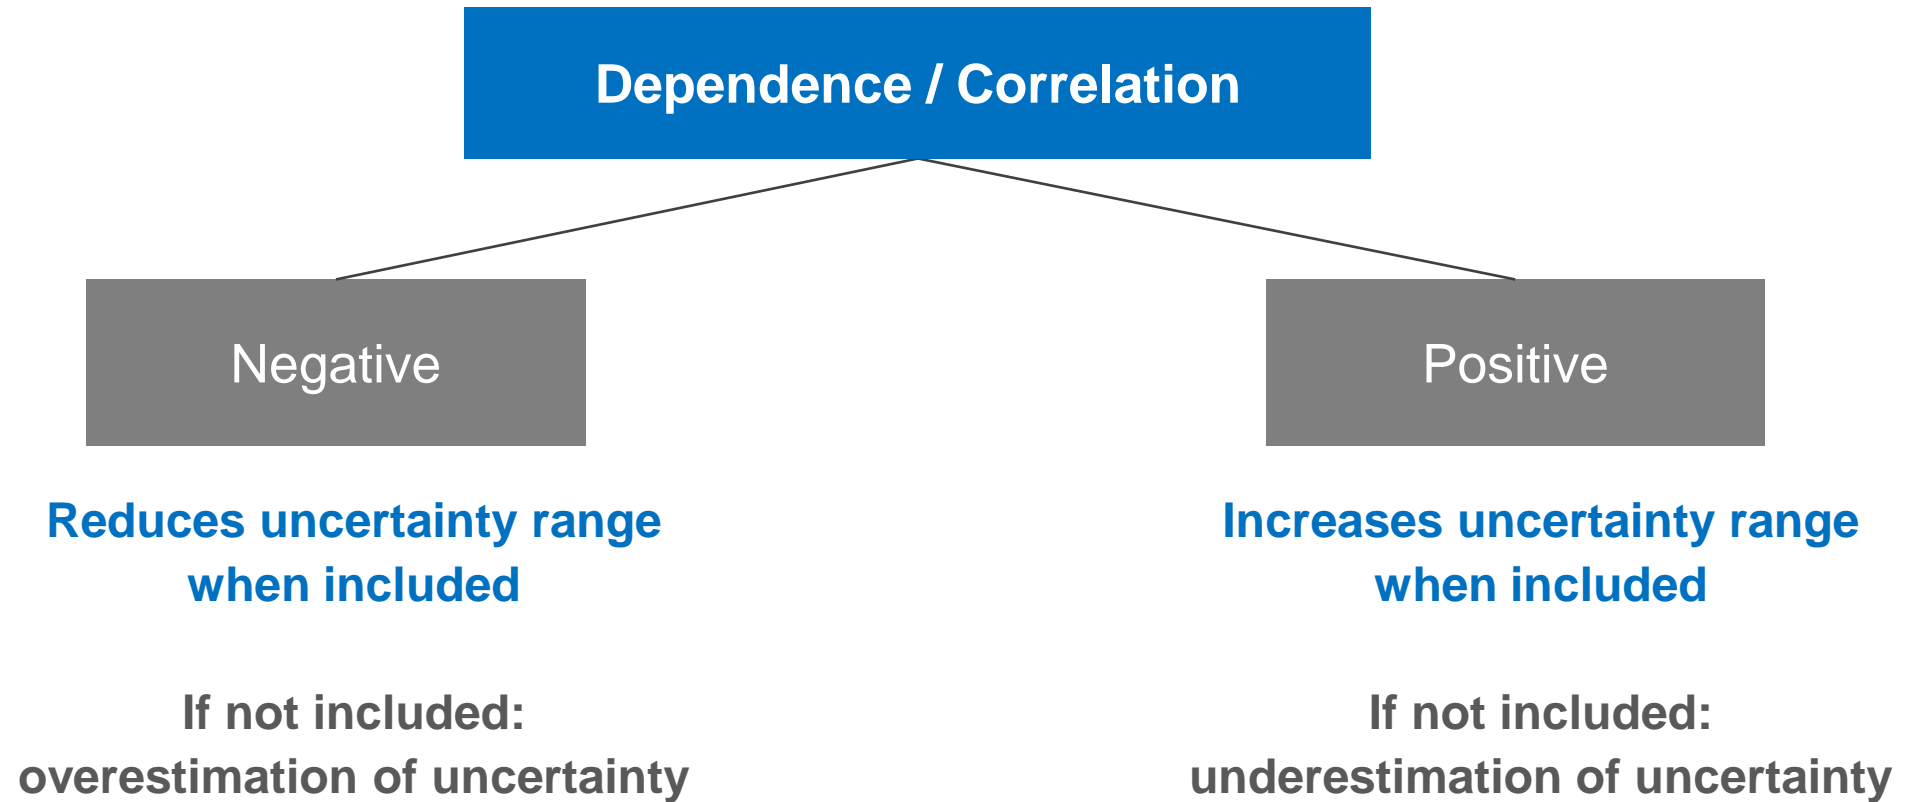 Dependence / Correlation
Negative
Reduces uncertainty range
when included
If not included:
overestimation of uncertainty
Positive
Increases uncertainty range
when included
If not included:
underestimation of uncertainty